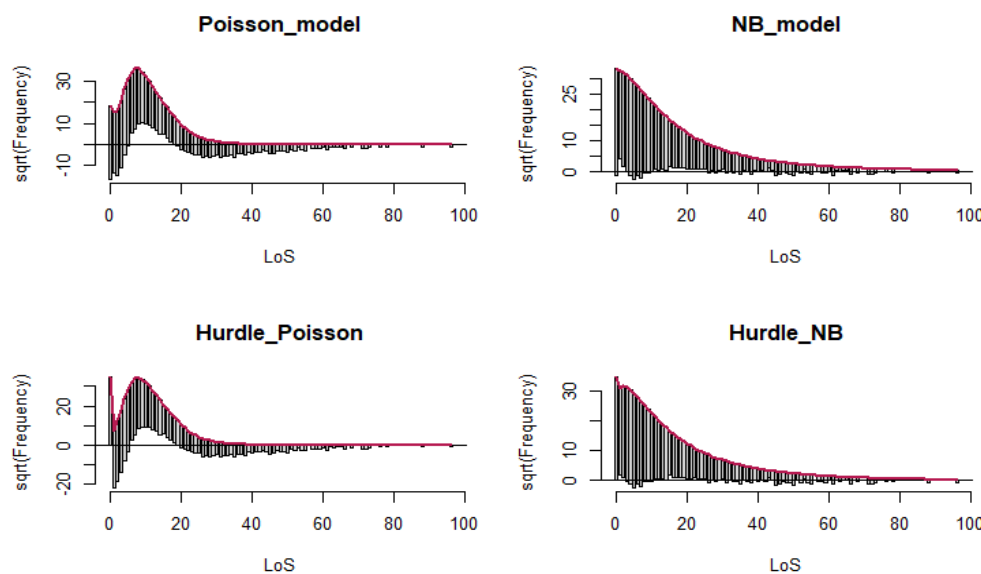 Poisson_model
sqrt(Frequency)
-10 10 30
0 20 40 60 80 100
LoS
NB_model
sqrt(Frequency)
0 10 25
0 20 40 60 80 100
LoS
Hurdle_Poisson
sqrt(Frequency)
-20 0 20
0 20 40 60 80 100
LoS
Hurdle_NB
sqrt(Frequency)
0 10 30
0 20 40 60 80 100
LoS